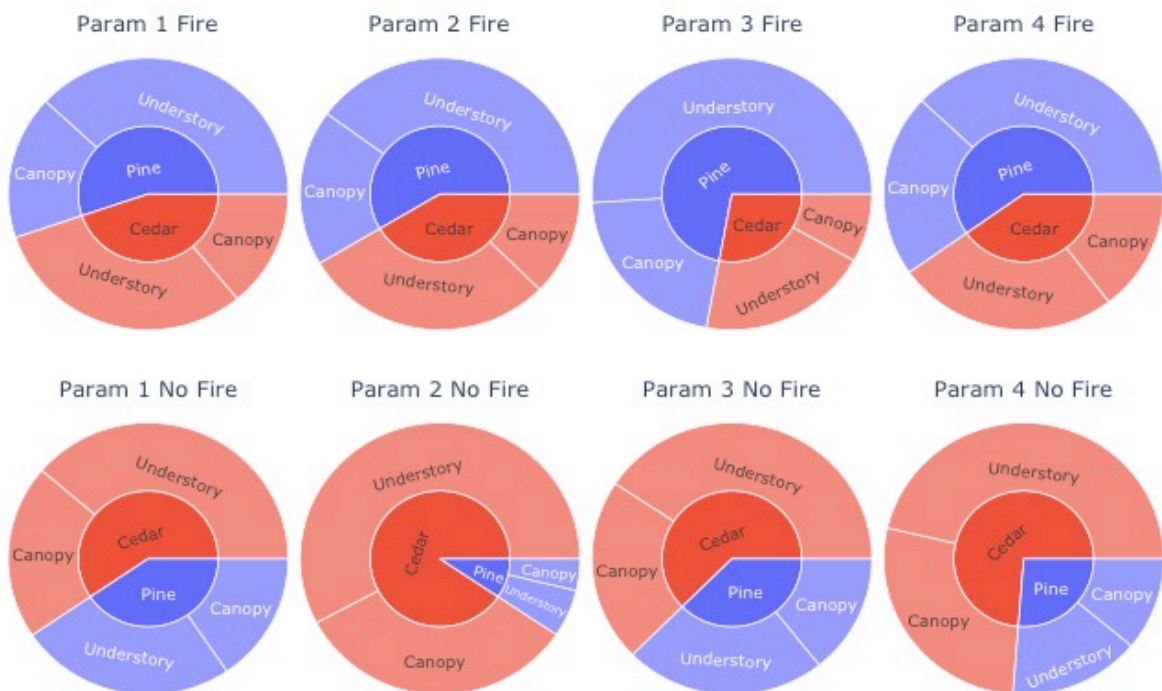 Param 1 Fire
Param 2 Fire
Param 3 Fire
Param 4 Fire
Understory
Canopy
Pine
Cedar
Canopy
Understory
Understory
Canopy
Pine
Cedar
Canopy
Understory
Understory
Pine
Canopy
Cedar
Canopy
Understory
Understory
Canopy
Pine
Cedar
Canopy
Understory
Param 1 No Fire
Param 2 No Fire
Param 3 No Fire
Param 4 No Fire
Understory
Cedar
Canopy
Pine
Canopy
Understory
Understory
Cedar
Pine
Canopy
Understory
Canopy
Understory
Cedar
Canopy
Pine
Canopy
Understory
Understory
Cedar
Canopy
Pine
Canopy
Understory